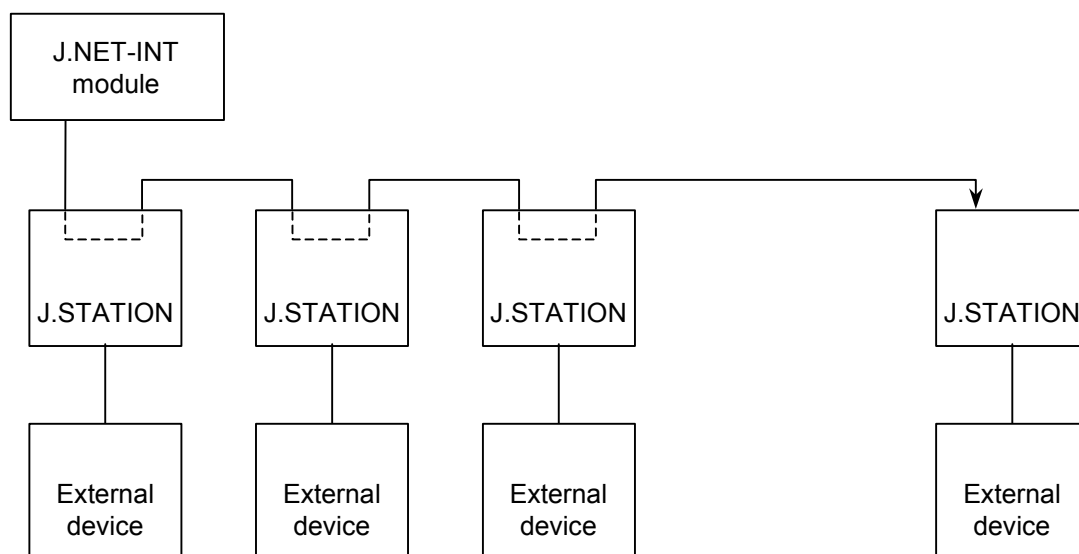 J.NET-INT
module
J.STATION
J.STATION
J.STATION
J.STATION
External
device
External
device
External
device
External
device